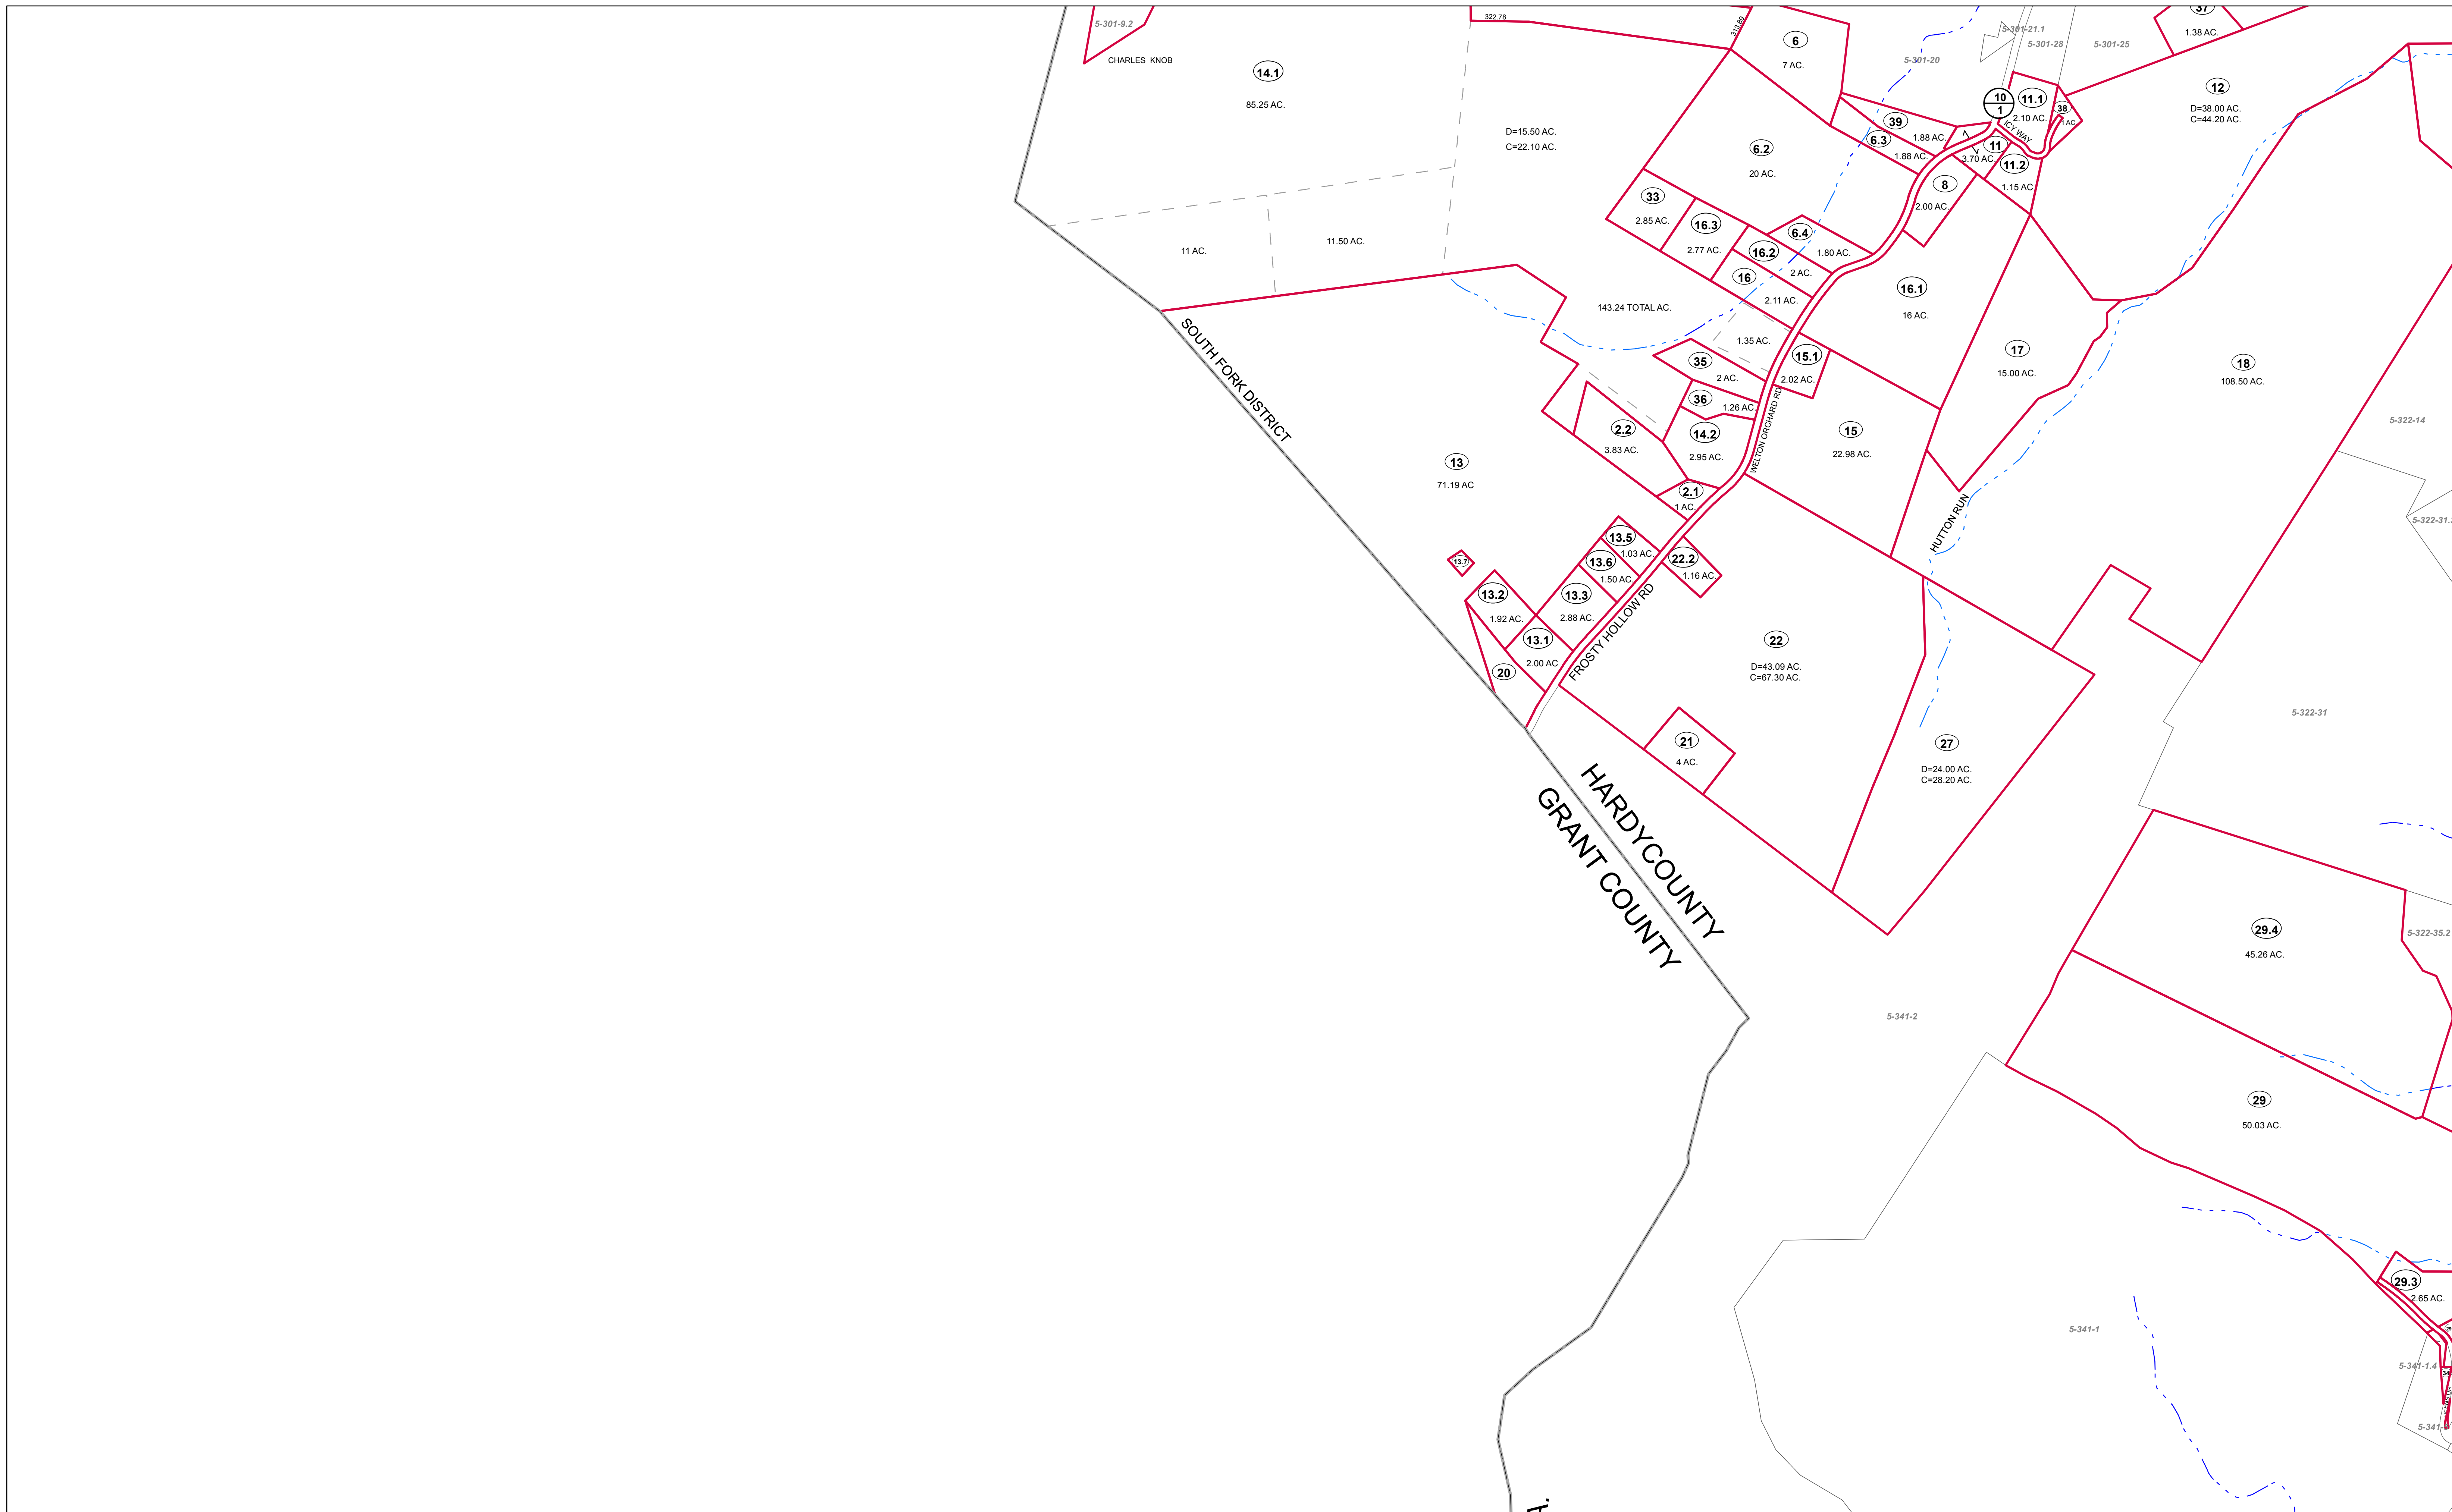 5-301-9.2
CHARLES KNOB
14.1
85.25 AC.
322.78
313.89
6
7 AC.
5-301-20
5-301-21.1
5-301-28
5-301-25
37
1.38 AC.
12
D=38.00 AC.
C=44.20 AC.
D=15.50 AC.
C=22.10 AC.
10
1
11.1
2.10 AC.
38
1 AC.
ICY WAY
39
1.88 AC.
6.3
1.88 AC.
11
3.70 AC.
11.2
1.15 AC.
6.2
20 AC.
8
2.00 AC.
33
2.85 AC.
16.3
2.77 AC.
6.4
1.80 AC.
16.2
2 AC.
16
2.11 AC.
16.1
16 AC.
11 AC.
11.50 AC.
143.24 TOTAL AC.
1.35 AC.
17
15.00 AC.
18
108.50 AC.
SOUTH FORK DISTRICT
35
2 AC.
15.1
2.02 AC.
36
1.26 AC.
WELTON ORCHARD RD
2.2
3.83 AC.
14.2
2.95 AC.
15
22.98 AC.
5-322-14
13
71.19 AC
2.1
1 AC.
HUTTON RUN
13.5
1.03 AC.
13.6
1.50 AC.
13.7
22.2
1.16 AC.
13.2
1.92 AC.
13.3
2.88 AC.
13.1
2.00 AC
20
FROSTY HOLLOW RD
22
D=43.09 AC.
C=67.30 AC.
21
4 AC.
27
D=24.00 AC.
C=28.20 AC.
5-322-31
HARDYCOUNTY
GRANT COUNTY
29.4
45.26 AC.
5-322-35.2
5-341-2
29
50.03 AC.
29.3
2.65 AC.
5-341-1
5-341-1.4
34